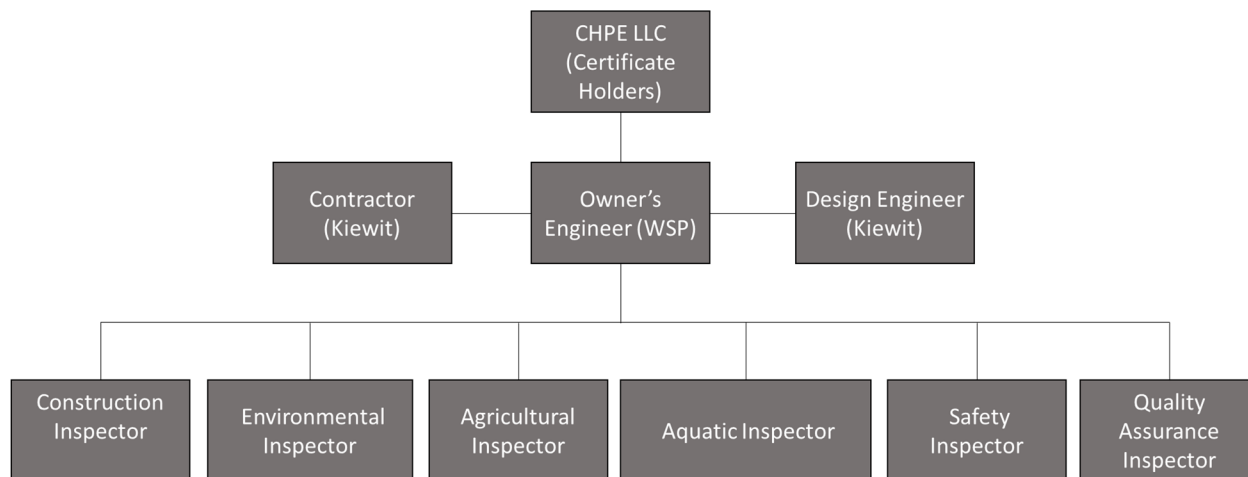 CHPE LLC
(Certificate
Holders)
Contractor
(Kiewit)
Owner’s
Engineer (WSP)
Design Engineer
(Kiewit)
Construction
Inspector
Environmental
Inspector
Agricultural
Inspector
Aquatic Inspector
Safety
Inspector
Quality
Assurance
Inspector